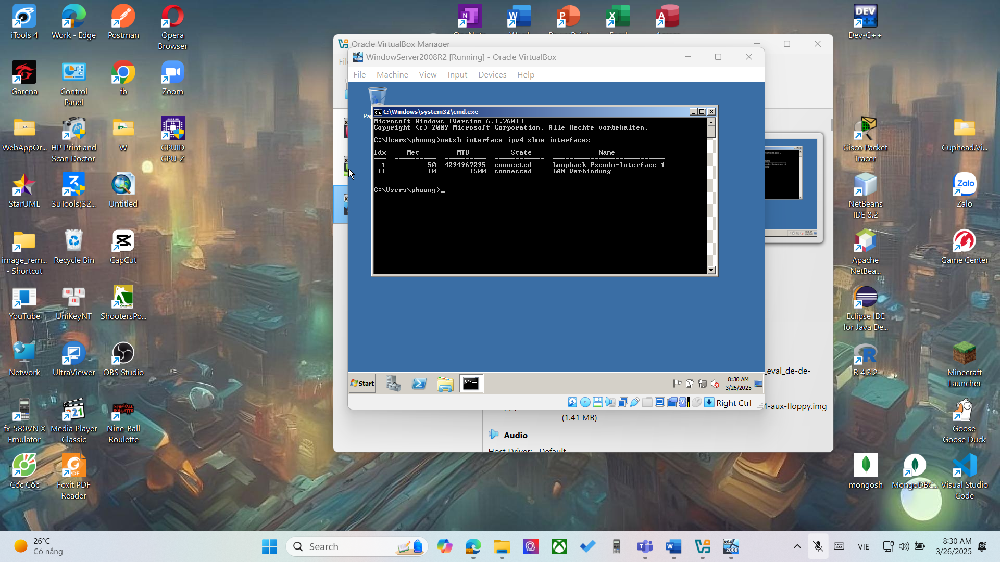 iTools 4
Work - Edge
Postman
Opera
Browser
OneNote
Word
PowerPoint
Excel
Access
DEV
Dev-C++
Garena
Control
Panel
fb
Zoom
WebAppOr...
HP Print and
Scan Doctor
W
CPUID
CPU-Z
StarUML
3uTools(32...
Untitled
image_rem...
- Shortcut
Recycle Bin
CapCut
YouTube
UniKeyNT
ShootersPo...
Network
UltraViewer
OBS Studio
fx-580VN X
Emulator
Media Player
Classic
Nine-Ball
Roulette
Cốc Cốc
Foxit PDF
Reader
Oracle VirtualBox Manager
WindowServer2008R2 [Running] - Oracle VirtualBox
File Machine View Input Devices Help
C:\Windows\system32\cmd.exe
Microsoft Windows [Version 6.1.7601]
Copyright (c) 2009 Microsoft Corporation. Alle Rechte vorbehalten.
C:\Users\phuong>netsh interface ipv4 show interfaces
Idx Met MTU State Name
--- ---------- ---------- ------------ ---------------------------
1 50 4294967295 connected Loopback Pseudo-Interface 1
11 10 1500 connected LAN-Verbindung
C:\Users\phuong>_
Start
8:30 AM
3/26/2025
Right Ctrl
_eval_de-de-
4-aux-floppy.img
(1.41 MB)
Audio
Host Driver: Default
Cisco Packet
Tracer
Cuphead.Vi...
NetBeans
IDE 8.2
Zalo
Zalo
Apache
NetBea...
Game Center
Eclipse IDE
for Java De...
R 4.3.2
Minecraft
Launcher
Goose
Goose Duck
mongosh
MongoDBC...
Visual Studio
Code
26°C
Có nắng
Search
VIE
8:30 AM
3/26/2025